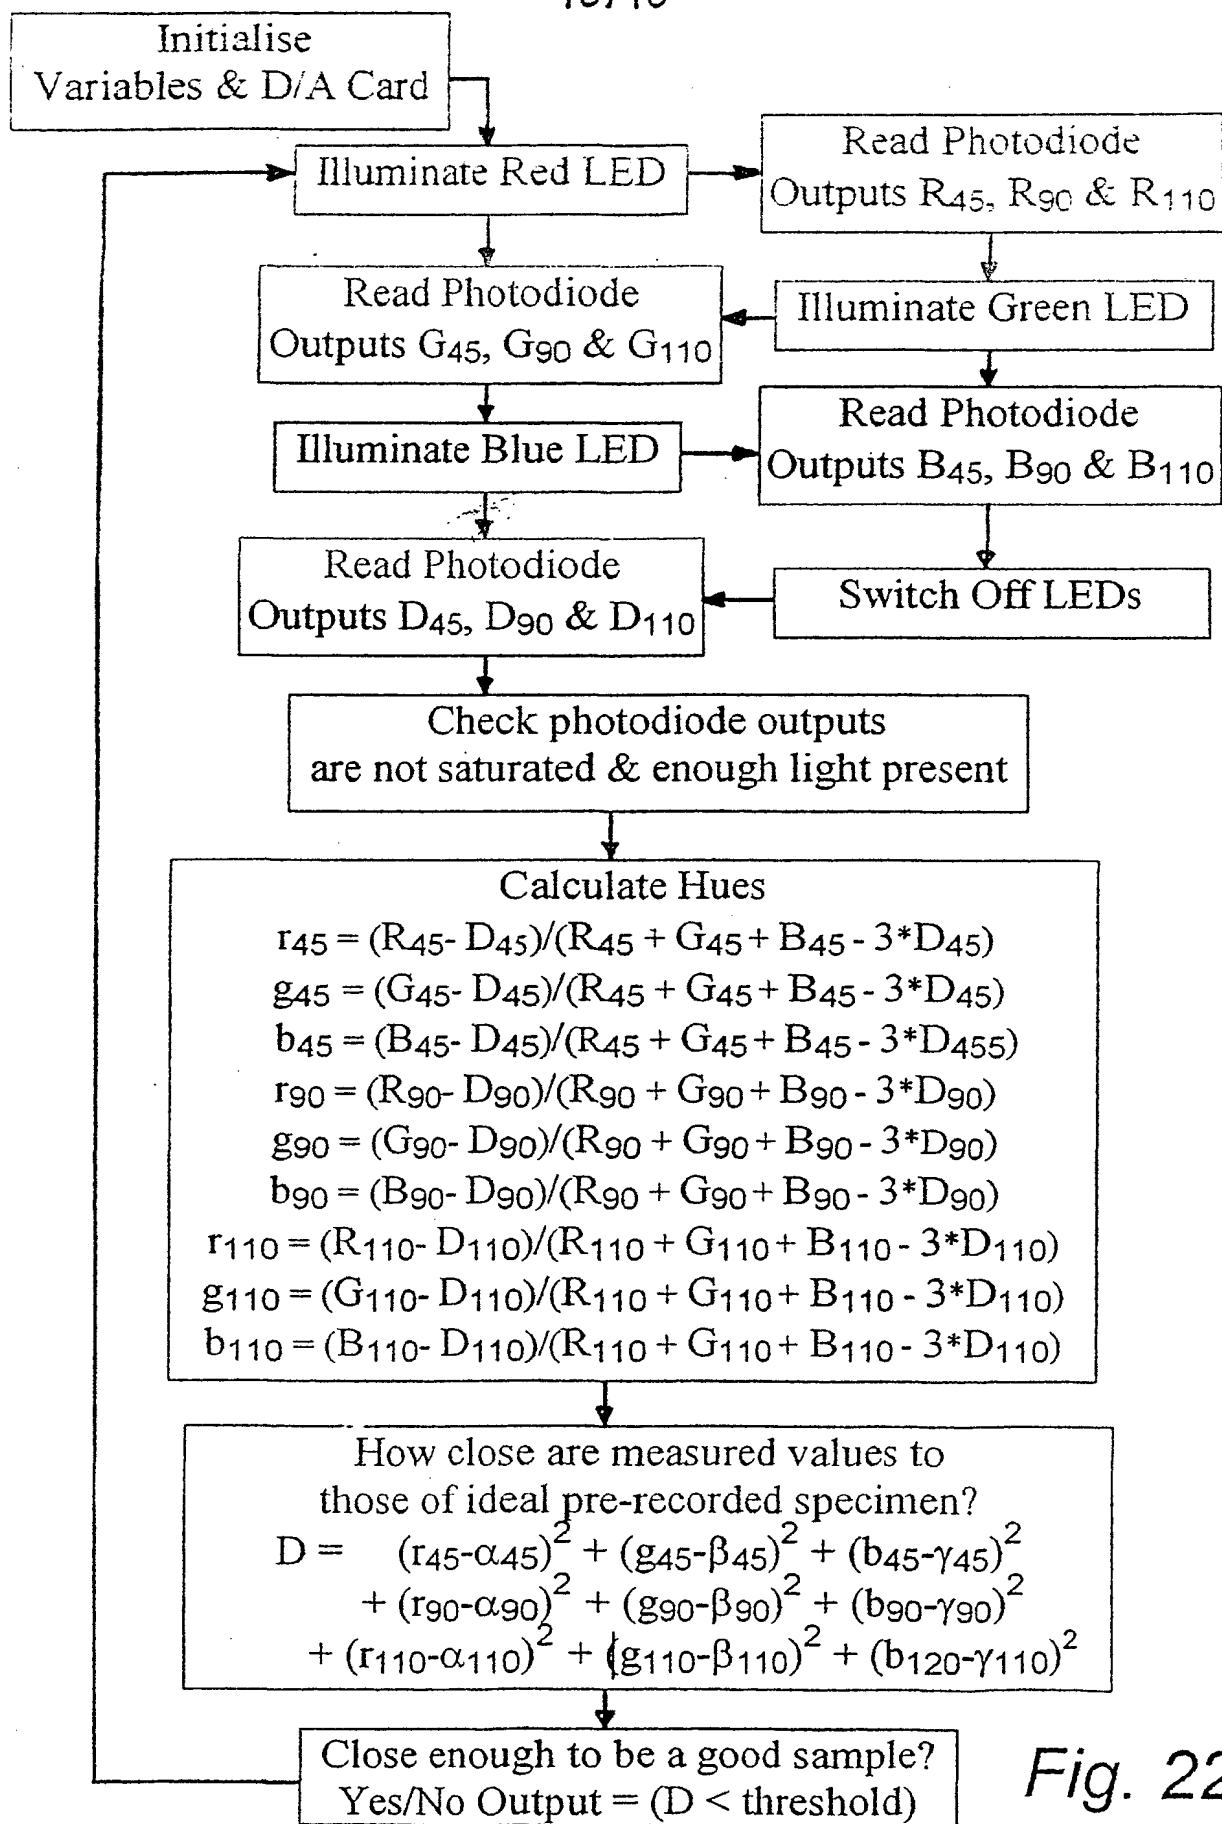 Initialise
Variables & D/A Card
Illuminate Red LED
Read Photodiode
Outputs R45, R90 & R110
Read Photodiode
Outputs G45, G90 & G110
Illuminate Green LED
Illuminate Blue LED
Read Photodiode
Outputs B45, B90 & B110
Read Photodiode
Outputs D45, D90 & D110
Switch Off LEDs
Check photodiode outputs
are not saturated & enough light present
Calculate Hues
r45 = (R45- D45)/(R45 + G45 + B45 - 3*D45)
g45 = (G45- D45)/(R45 + G45 + B45 - 3*D45)
b45 = (B45- D45)/(R45 + G45 + B45 - 3*D455)
r90 = (R90- D90)/(R90 + G90 + B90 - 3*D90)
g90 = (G90- D90)/(R90 + G90 + B90 - 3*D90)
b90 = (B90- D90)/(R90 + G90 + B90 - 3*D90)
r110 = (R110- D110)/(R110 + G110 + B110 - 3*D110)
g110 = (G110- D110)/(R110 + G110 + B110 - 3*D110)
b110 = (B110- D110)/(R110 + G110 + B110 - 3*D110)
How close are measured values to
those of ideal pre-recorded specimen?
D = (r45-α45)² + (g45-β45)² + (b45-γ45)²
+ (r90-α90)² + (g90-β90)² + (b90-γ90)²
+ (r110-α110)² + (g110-β110)² + (b120-γ110)²
Close enough to be a good sample?
Yes/No Output = (D < threshold)
Fig. 22